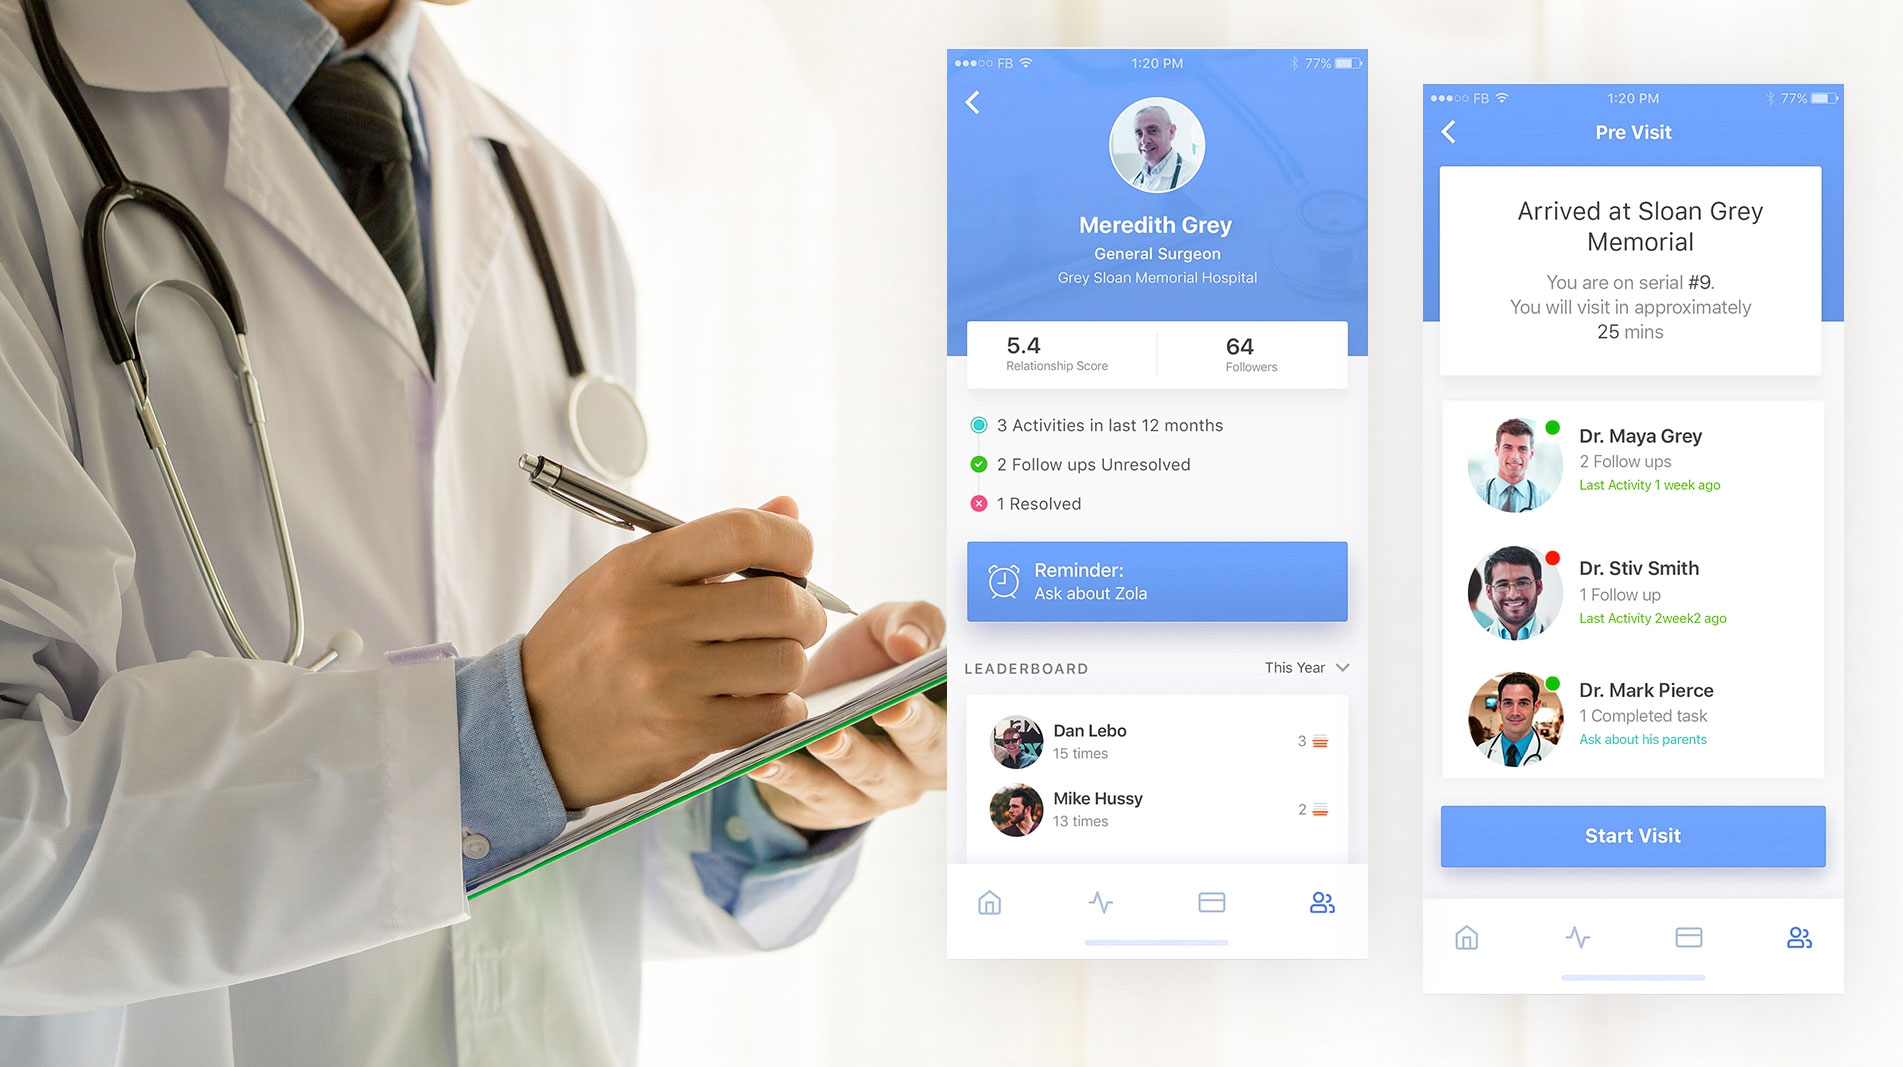 FB 1:20 PM 77%
Meredith Grey
General Surgeon
Grey Sloan Memorial Hospital
5.4 64
Relationship Score Followers
3 Activities in last 12 months
2 Follow ups Unresolved
1 Resolved
Reminder:
Ask about Zola
LEADERBOARD This Year
Dan Lebo
15 times
3
Mike Hussy
13 times
2
FB 1:20 PM 77%
Pre Visit
Arrived at Sloan Grey
Memorial
You are on serial #9.
You will visit in approximately
25 mins
Dr. Maya Grey
2 Follow ups
Last Activity 1 week ago
Dr. Stiv Smith
1 Follow up
Last Activity 2week2 ago
Dr. Mark Pierce
1 Completed task
Ask about his parents
Start Visit